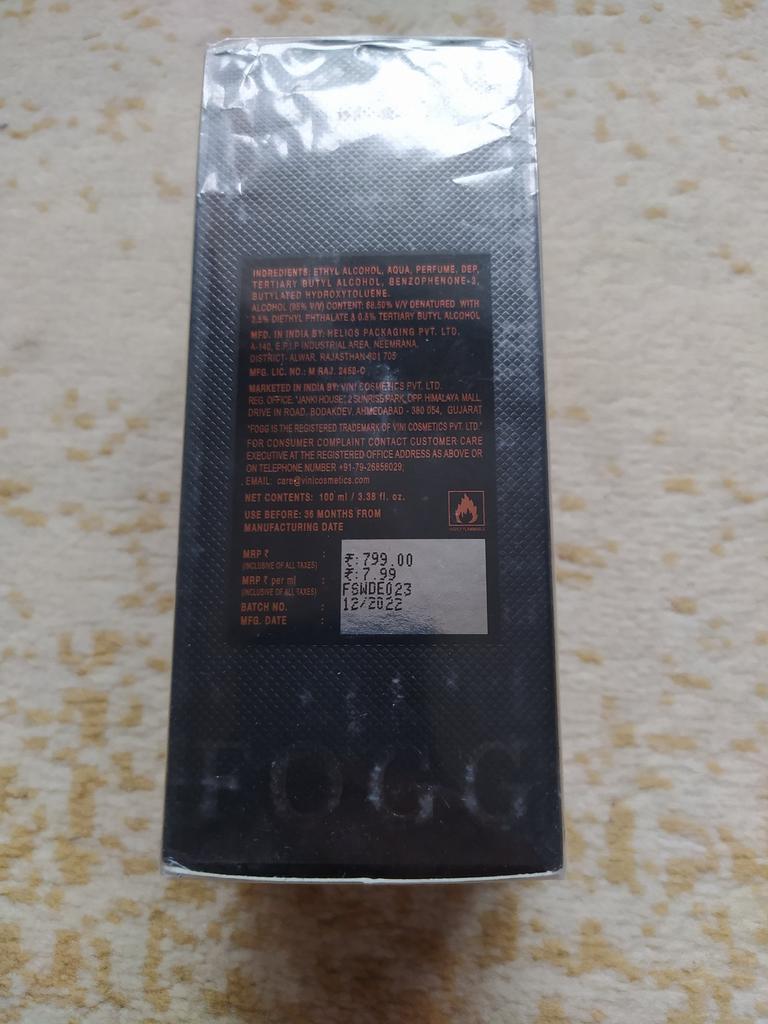 INGREDIENTS: ETHYL ALCOHOL, AQUA, PERFUME, DEP,
TERTIARY BUTYL ALCOHOL, BENZOPHENONE-3,
BUTYLATED HYDROXYTOLUENE.
ALCOHOL (95% V/V) CONTENT: 88.50% V/V DENATURED WITH
2.5% DIETHYL PHTHALATE & 0.5% TERTIARY BUTYL ALCOHOL
MFD. IN INDIA BY: HELIOS PACKAGING PVT. LTD.
A-140, E.P.I.P INDUSTRIAL AREA, NEEMRANA,
DISTRICT- ALWAR, RAJASTHAN-301 705
MFG. LIC. NO.: M RAJ. 2458-C
MARKETED IN INDIA BY: VINI COSMETICS PVT. LTD.
REG. OFFICE: "JANKI HOUSE", 2 SUNRISE PARK, OPP. HIMALAYA MALL,
DRIVE IN ROAD, BODAKDEV, AHMEDABAD - 380 054, GUJARAT
"FOGG IS THE REGISTERED TRADEMARK OF VINI COSMETICS PVT. LTD."
FOR CONSUMER COMPLAINT CONTACT CUSTOMER CARE
EXECUTIVE AT THE REGISTERED OFFICE ADDRESS AS ABOVE OR
ON TELEPHONE NUMBER +91-79-26856029;
EMAIL: care@vinicosmetics.com
NET CONTENTS: 100 ml / 3.38 fl. oz.
USE BEFORE: 36 MONTHS FROM
MANUFACTURING DATE
MRP ₹ : ₹:799.00
(INCLUSIVE OF ALL TAXES)
MRP ₹ per ml : ₹:7.99
(INCLUSIVE OF ALL TAXES)
BATCH NO. : FSWDE023
MFG. DATE : 12/2022
FOGG